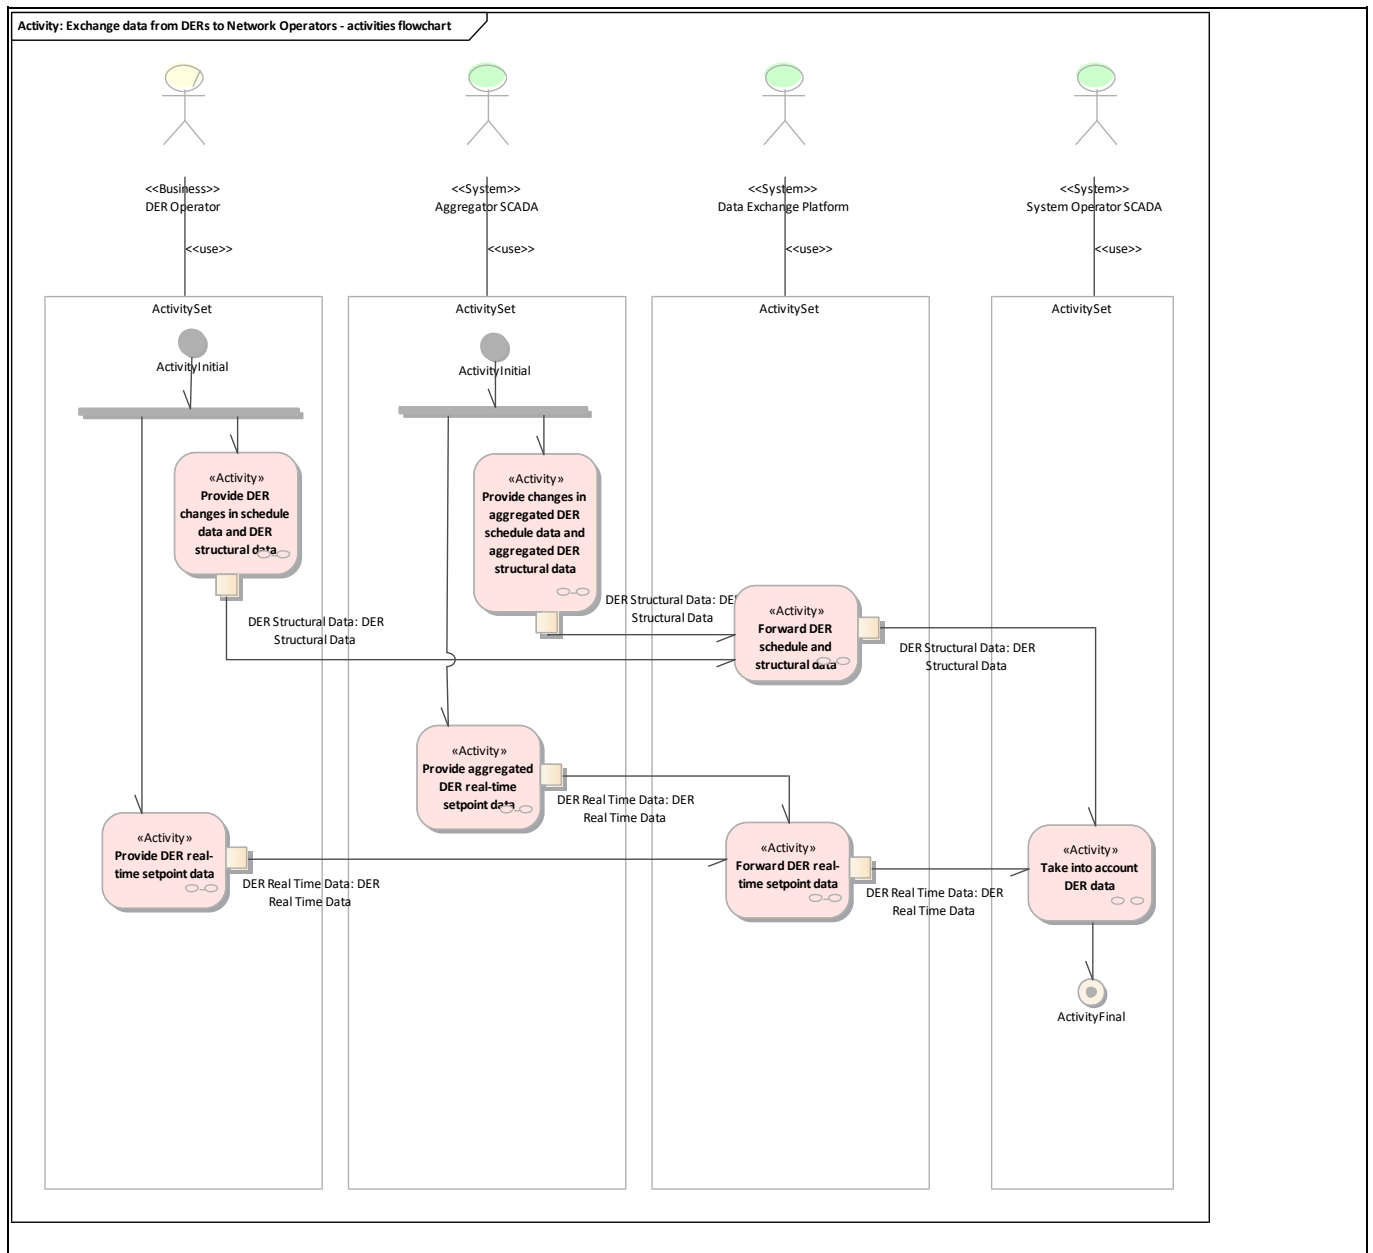 Activity: Exchange data from DERs to Network Operators - activities flowchart
<<Business>>
DER Operator
<<use>>
<<System>>
Aggregator SCADA
<<use>>
<<System>>
Data Exchange Platform
<<use>>
<<System>>
System Operator SCADA
<<use>>
ActivitySet
ActivitySet
ActivitySet
ActivitySet
ActivityInitial
ActivityInitial
«Activity»
Provide DER
changes in schedule
data and DER
structural data
«Activity»
Provide changes in
aggregated DER
schedule data and
aggregated DER
structural data
DER Structural Data: DER
Structural Data
DER Structural Data: DER
Structural Data
«Activity»
Forward DER
schedule and
structural data
DER Structural Data: DER
Structural Data
«Activity»
Provide aggregated
DER real-time
setpoint data
DER Real Time Data: DER
Real Time Data
«Activity»
Provide DER real-
time setpoint data
DER Real Time Data: DER
Real Time Data
«Activity»
Forward DER real-
time setpoint data
DER Real Time Data: DER
Real Time Data
«Activity»
Take into account
DER data
ActivityFinal